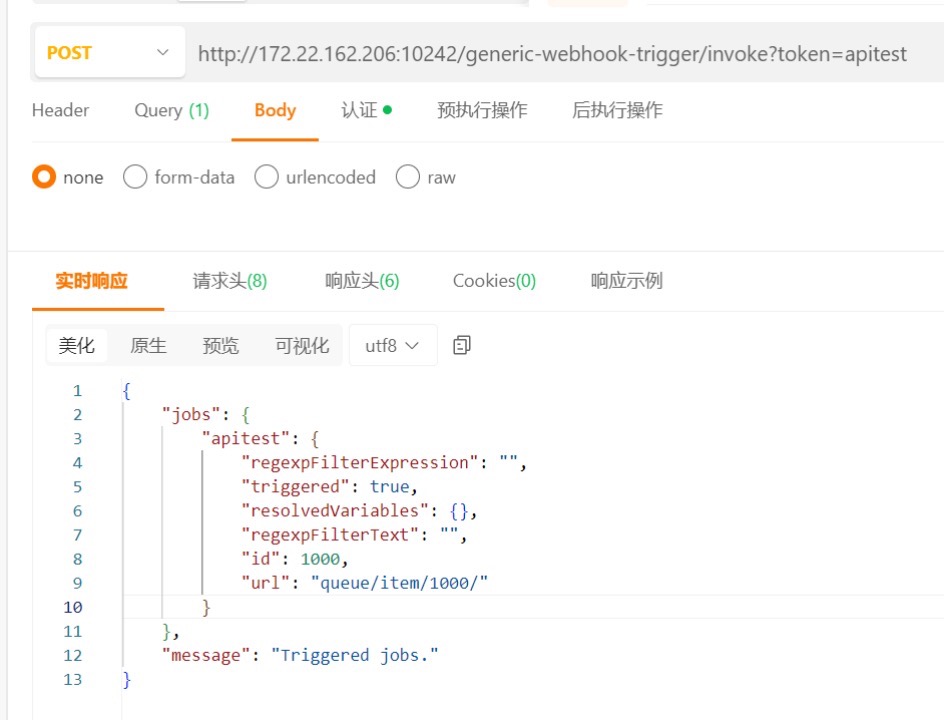 POST http://172.22.162.206:10242/generic-webhook-trigger/invoke?token=apitest
Header Query (1) Body 认证 预执行操作 后执行操作
none form-data urlencoded raw
实时响应 请求头(8) 响应头(6) Cookies(0) 响应示例
美化 原生 预览 可视化 utf8
1 {
2 "jobs": {
3 "apitest": {
4 "regexpFilterExpression": "",
5 "triggered": true,
6 "resolvedVariables": {},
7 "regexpFilterText": "",
8 "id": 1000,
9 "url": "queue/item/1000/"
10 }
11 },
12 "message": "Triggered jobs."
13 }